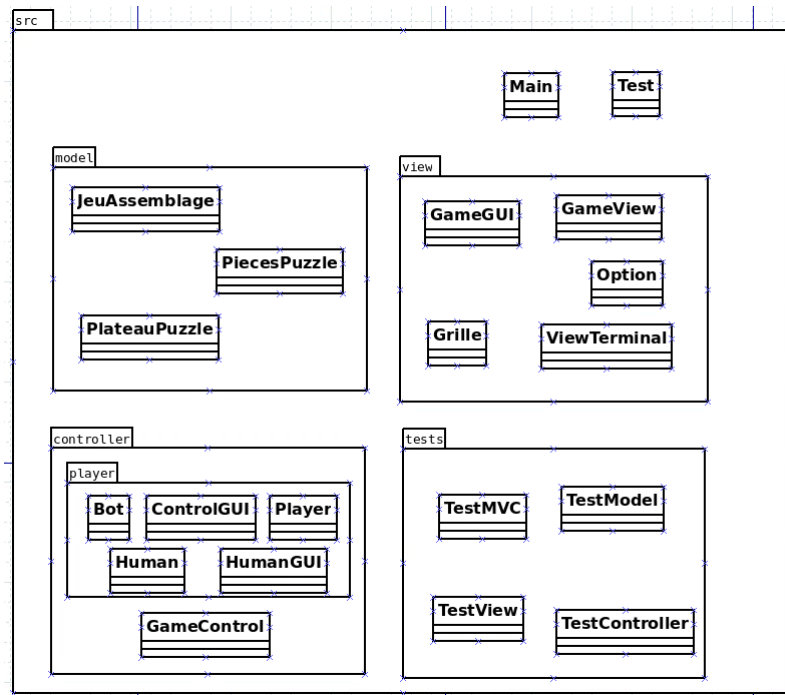 src
Main
Test
model
JeuAssemblage
PiecesPuzzle
PlateauPuzzle
view
GameGUI
GameView
Option
Grille
ViewTerminal
controller
player
Bot
ControlGUI
Player
Human
HumanGUI
GameControl
tests
TestMVC
TestModel
TestView
TestController